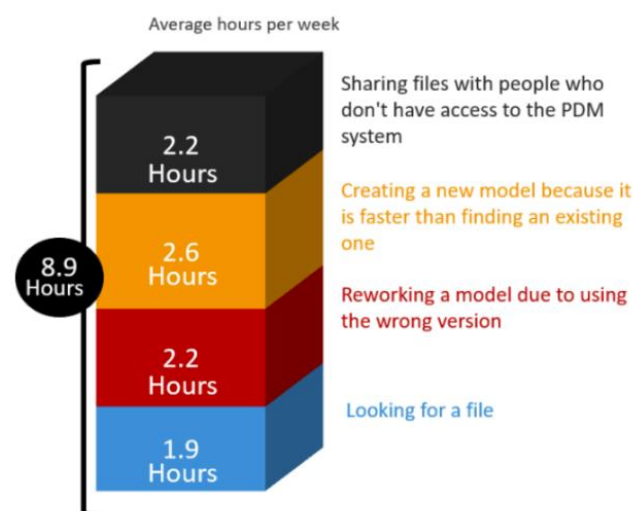 Average hours per week
2.2
Hours
Sharing files with people who
don't have access to the PDM
system
2.6
Hours
Creating a new model because it
is faster than finding an existing
one
8.9
Hours
2.2
Hours
Reworking a model due to using
the wrong version
1.9
Hours
Looking for a file